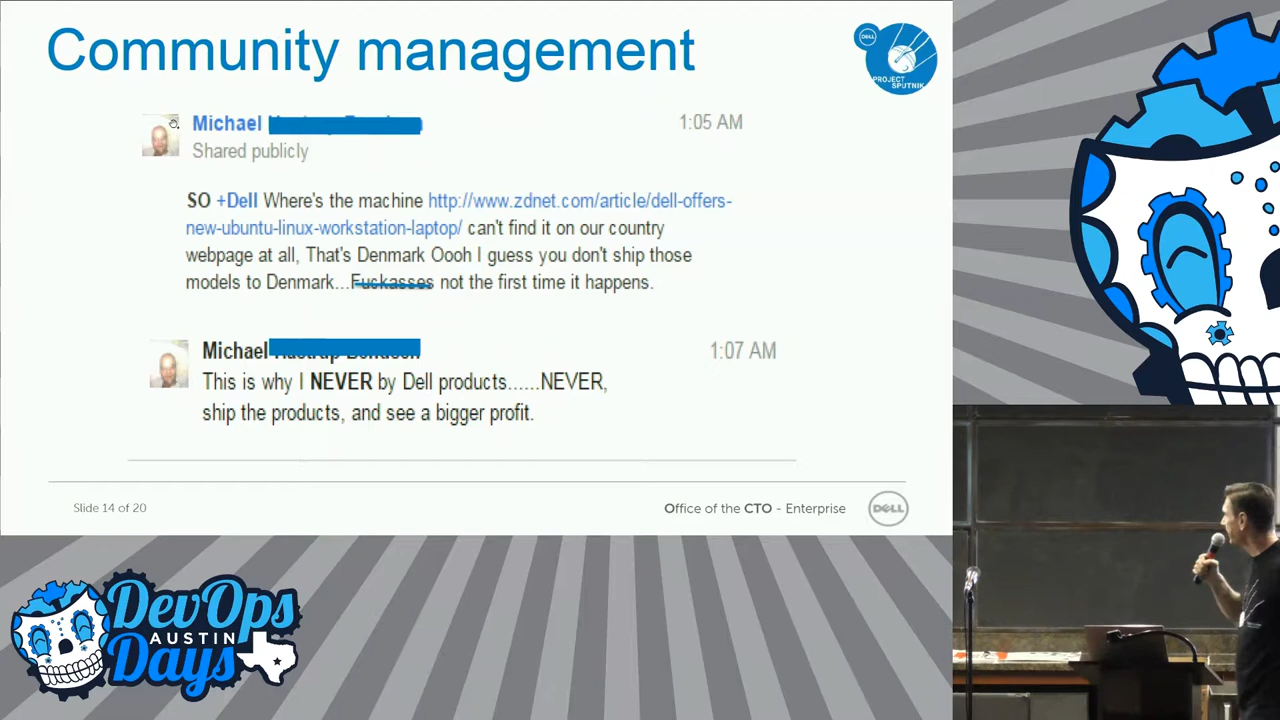 Community management
DELL
PROJECT
SPUTNIK
Michael
1:05 AM
Shared publicly
SO +Dell Where's the machine http://www.zdnet.com/article/dell-offers-
new-ubuntu-linux-workstation-laptop/ can't find it on our country
webpage at all, That's Denmark Oooh I guess you don't ship those
models to Denmark...Fuckasses not the first time it happens.
Michael
1:07 AM
This is why I NEVER by Dell products......NEVER,
ship the products, and see a bigger profit.
Slide 14 of 20
Office of the CTO - Enterprise
DELL
DevOps
AUSTIN
Days